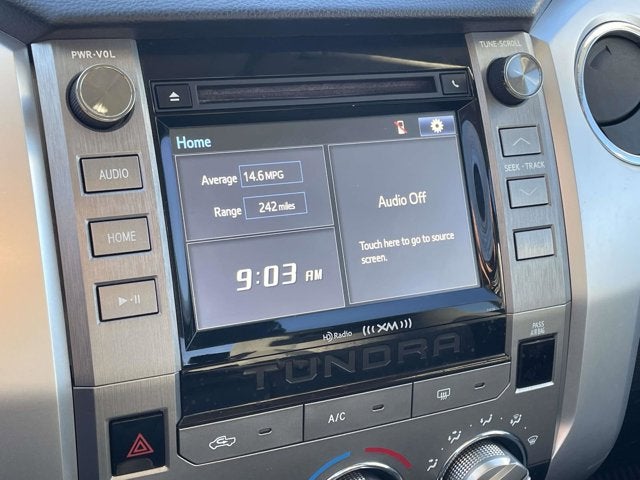 PWR•VOL
TUNE•SCROLL
AUDIO
HOME
Home
Average 14.6 MPG
Range 242 miles
9:03 AM
Audio Off
Touch here to go to source
screen.
SEEK • TRACK
HD Radio
(((XM)))
TUNDRA
PASS
AIRBAG
A/C